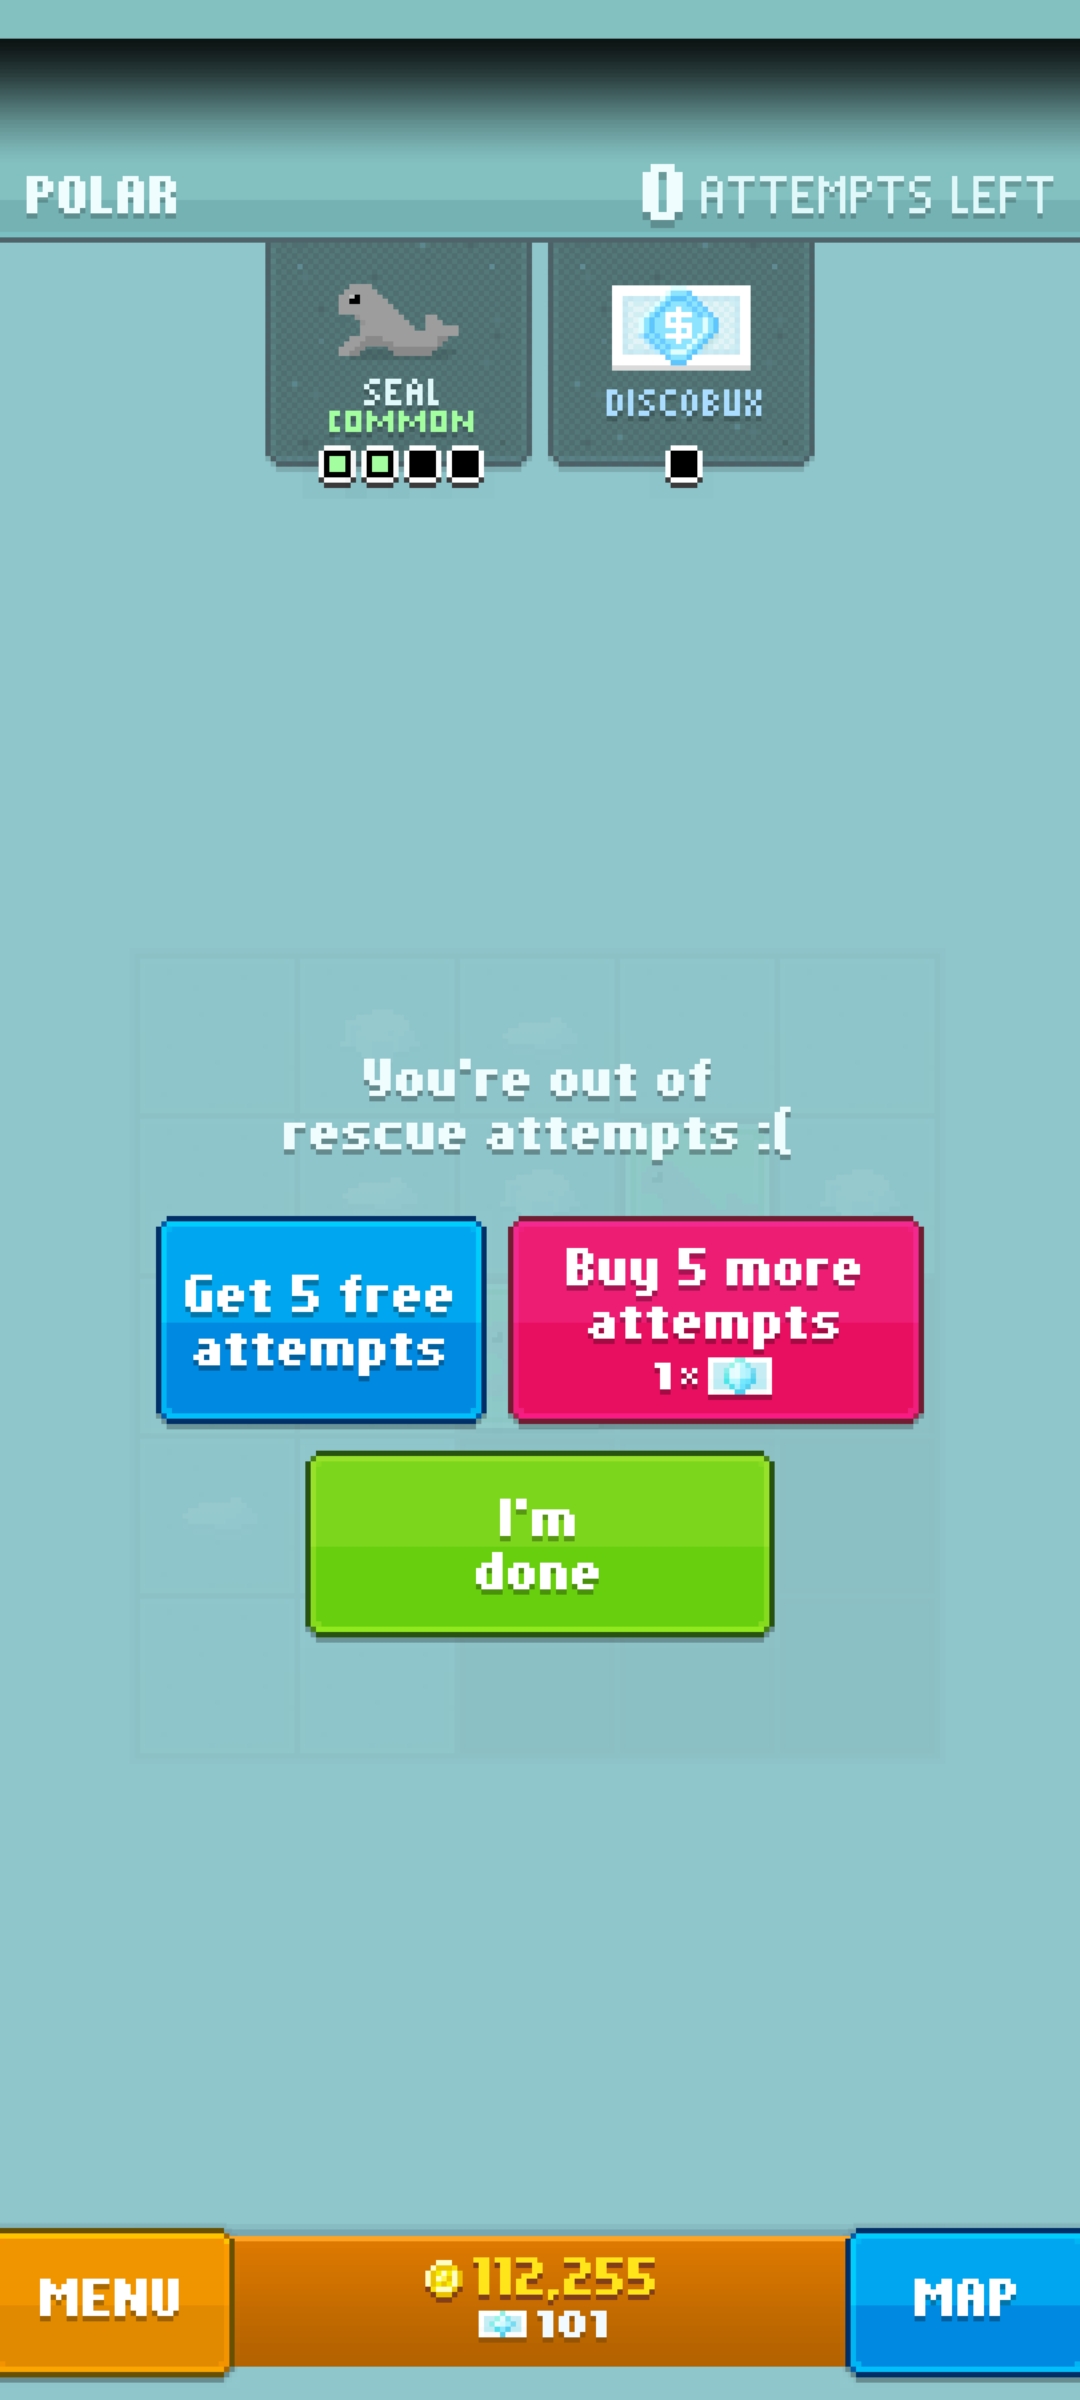 POLAR
0 ATTEMPTS LEFT
SEAL
COMMON
$
DISCOBUX
You're out of
rescue attempts :(
Get 5 free
attempts
Buy 5 more
attempts
1×
I'm
done
MENU
112,255
101
MAP